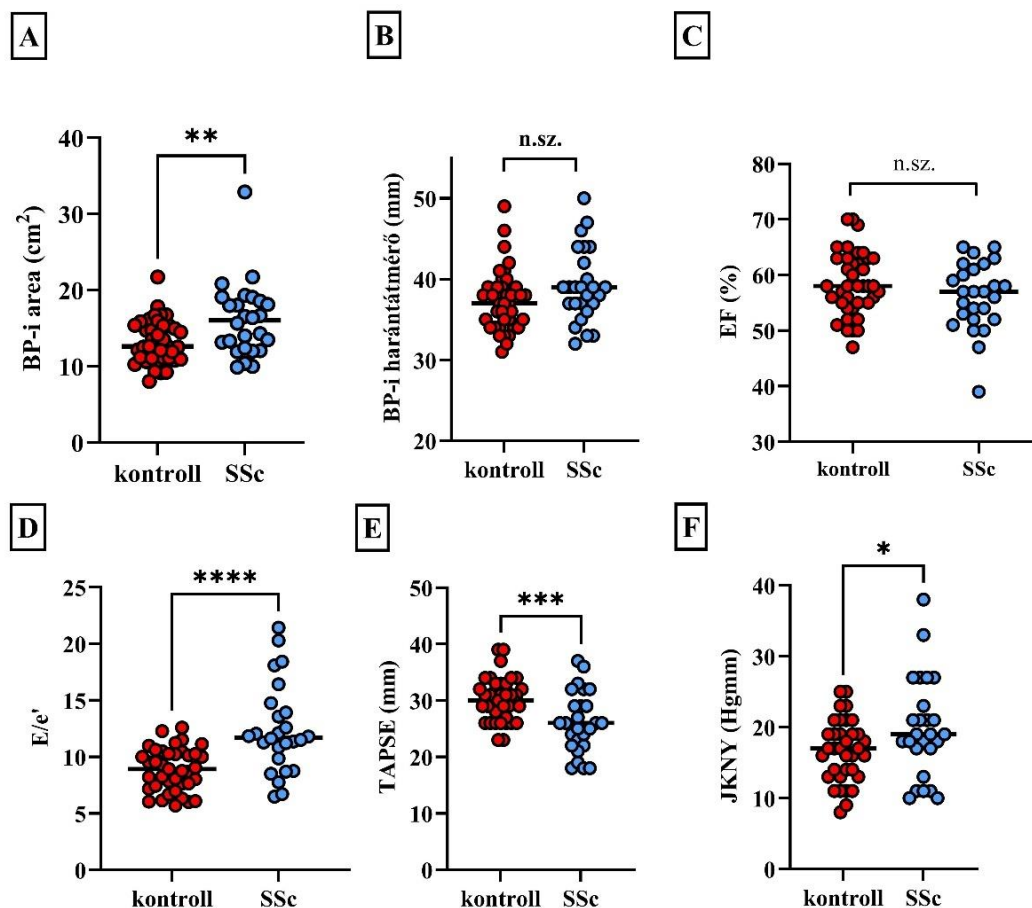 A
BP-i area (cm²)
40
30
20
10
0
**
kontroll SSc
B
BP-i harántátmérő (mm)
50
40
30
20
n.sz.
kontroll SSc
C
EF (%)
80
70
60
50
40
30
n.sz.
kontroll SSc
D
E/e'
25
20
15
10
5
0
****
kontroll SSc
E
TAPSE (mm)
50
40
30
20
10
0
***
kontroll SSc
F
JKNY (Hgmm)
40
30
20
10
0
*
kontroll SSc